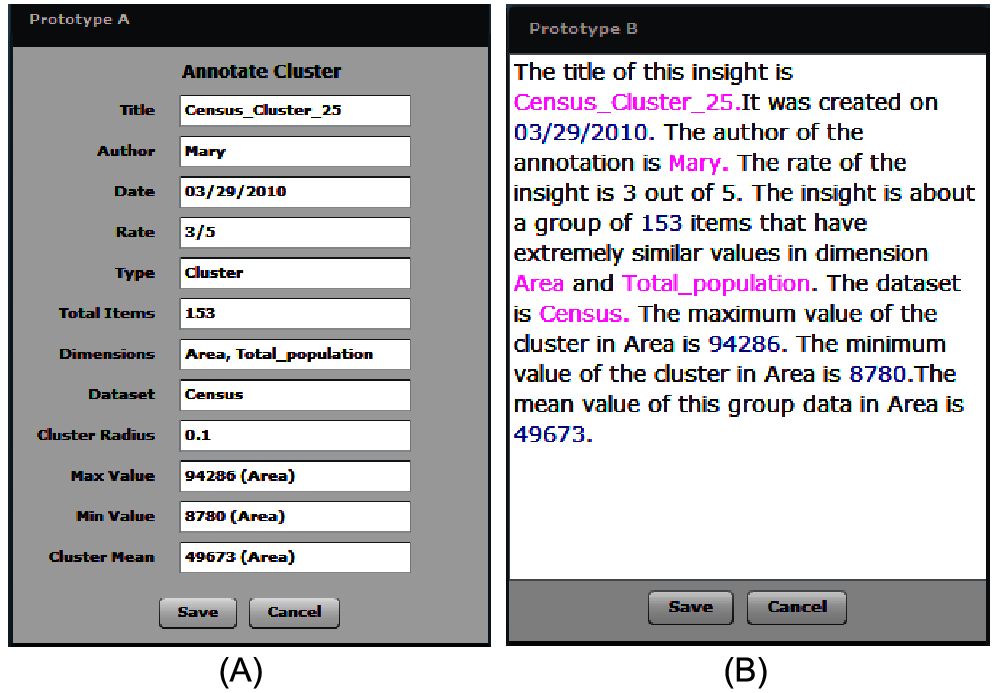 Prototype A
Annotate Cluster
Title Census_Cluster_25
Author Mary
Date 03/29/2010
Rate 3/5
Type Cluster
Total Items 153
Dimensions Area, Total_population
Dataset Census
Cluster Radius 0.1
Max Value 94286 (Area)
Min Value 8780 (Area)
Cluster Mean 49673 (Area)
Save Cancel
(A)
Prototype B
The title of this insight is
Census_Cluster_25.It was created on
03/29/2010. The author of the
annotation is Mary. The rate of the
insight is 3 out of 5. The insight is about
a group of 153 items that have
extremely similar values in dimension
Area and Total_population. The dataset
is Census. The maximum value of the
cluster in Area is 94286. The minimum
value of the cluster in Area is 8780.The
mean value of this group data in Area is
49673.
Save Cancel
(B)